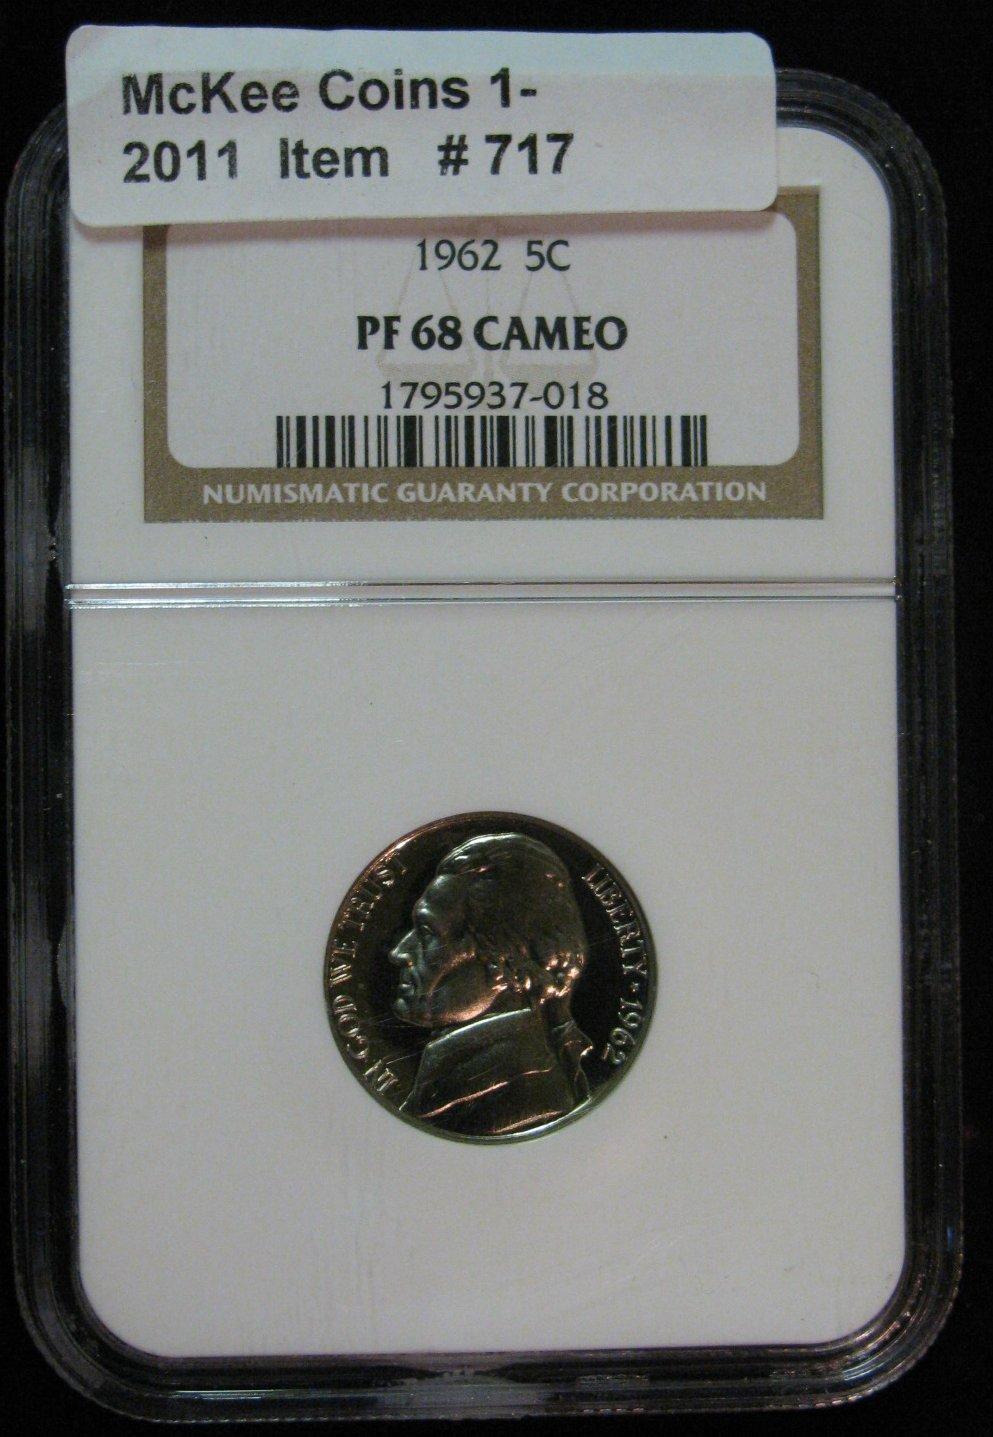 McKee Coins 1-
2011 Item # 717
1962 5C
PF 68 CAMEO
1795937-018
NUMISMATIC GUARANTY CORPORATION
IN GOD WE TRUST
LIBERTY ★ 1962